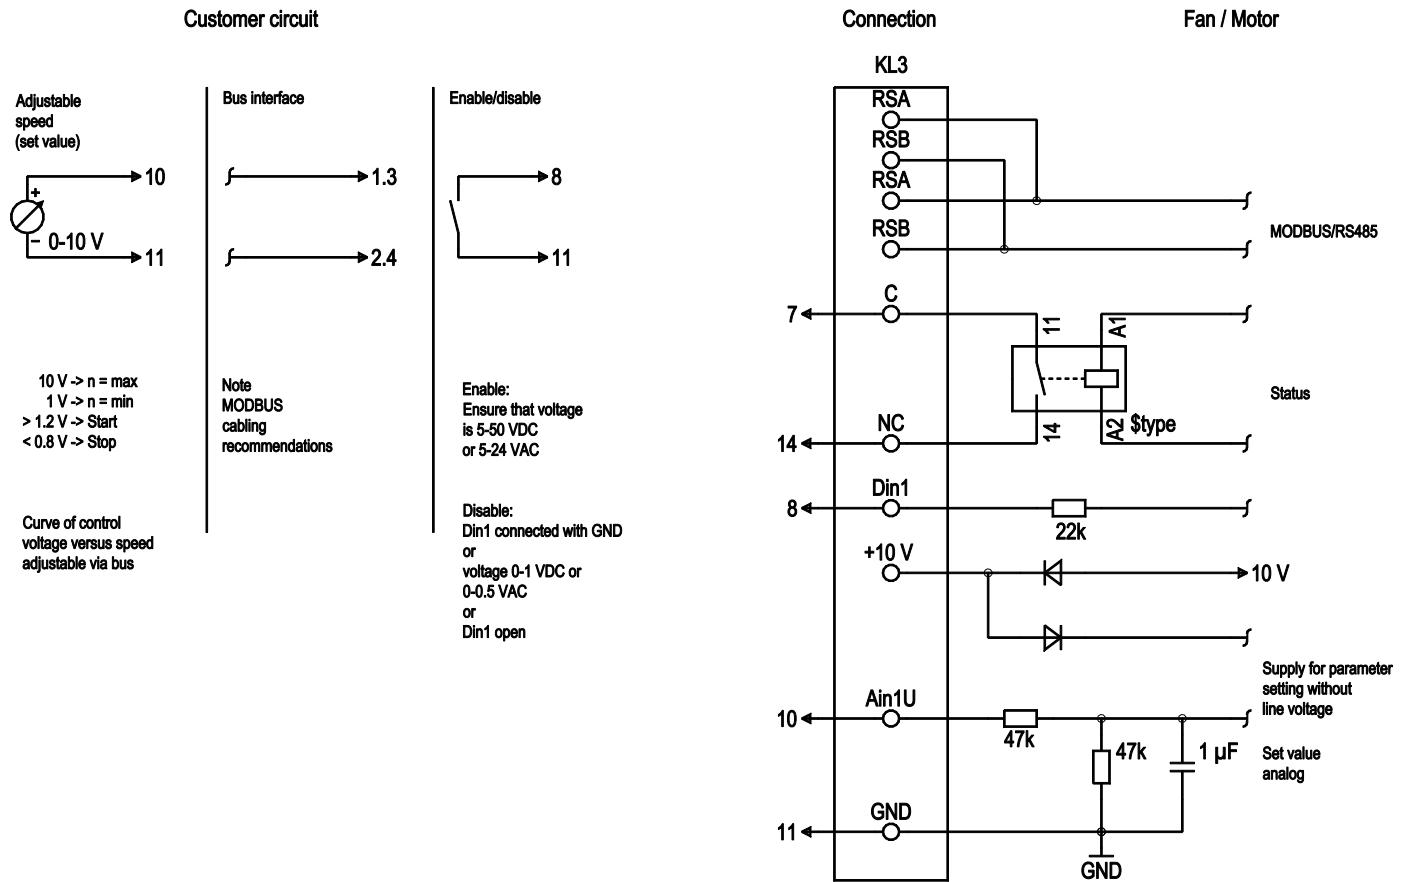 Customer circuit
Connection
Fan / Motor
Adjustable
speed
(set value)
10
+
−
0-10 V
11
10 V -> n = max
1 V -> n = min
> 1.2 V -> Start
< 0.8 V -> Stop
Curve of control
voltage versus speed
adjustable via bus
Bus interface
1.3
2.4
Note
MODBUS
cabling
recommendations
Enable/disable
8
11
Enable:
Ensure that voltage
is 5-50 VDC
or 5-24 VAC
Disable:
Din1 connected with GND
or
voltage 0-1 VDC or
0-0.5 VAC
or
Din1 open
KL3
RSA
RSB
RSA
RSB
MODBUS/RS485
C
7
11
A1
Status
NC
14
14
A2
$type
Din1
8
22k
+10 V
10 V
Supply for parameter
setting without
line voltage
Ain1U
10
47k
47k
1 µF
Set value
analog
GND
11
GND